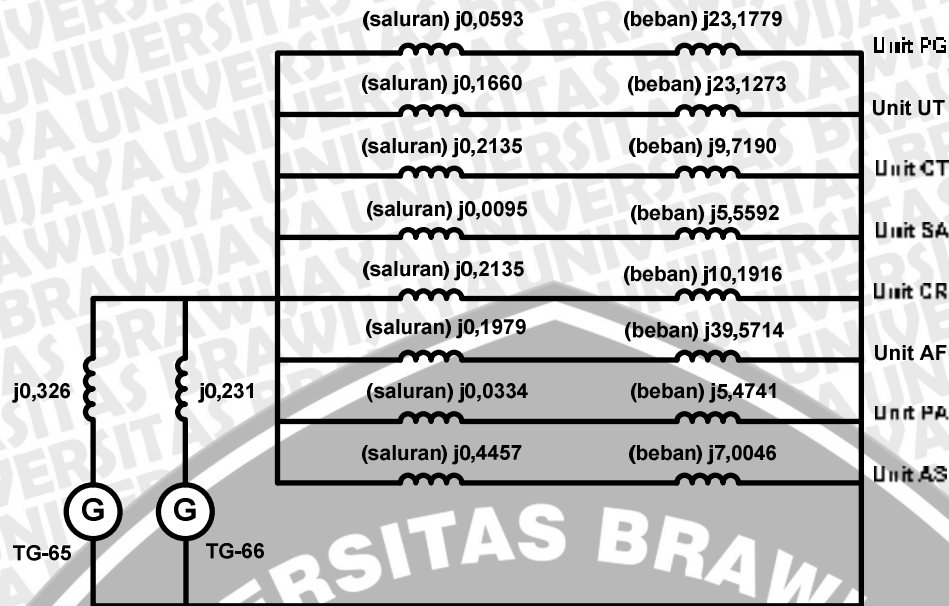 (saluran) j0,0593 (beban) j23,1779 Unit PG
(saluran) j0,1660 (beban) j23,1273 Unit UT
(saluran) j0,2135 (beban) j9,7190 Unit CT
(saluran) j0,0095 (beban) j5,5592 Unit SA
(saluran) j0,2135 (beban) j10,1916 Unit CR
(saluran) j0,1979 (beban) j39,5714 Unit AF
j0,326 j0,231 (saluran) j0,0334 (beban) j5,4741 Unit PA
(saluran) j0,4457 (beban) j7,0046 Unit AS
G G
TG-65 TG-66